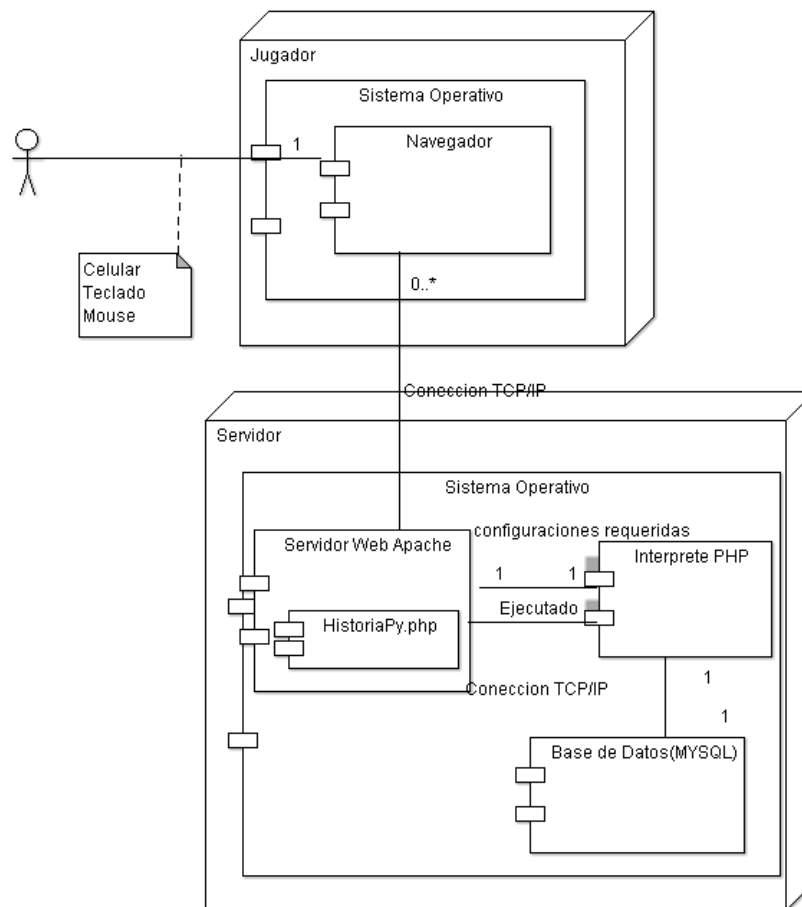 Jugador
Sistema Operativo
1
Navegador
Celular
Teclado
Mouse
0..*
Coneccion TCP/IP
Servidor
Sistema Operativo
configuraciones requeridas
Servidor Web Apache
Interprete PHP
1
1
Ejecutado
HistoriaPy.php
Coneccion TCP/IP
1
1
Base de Datos(MYSQL)